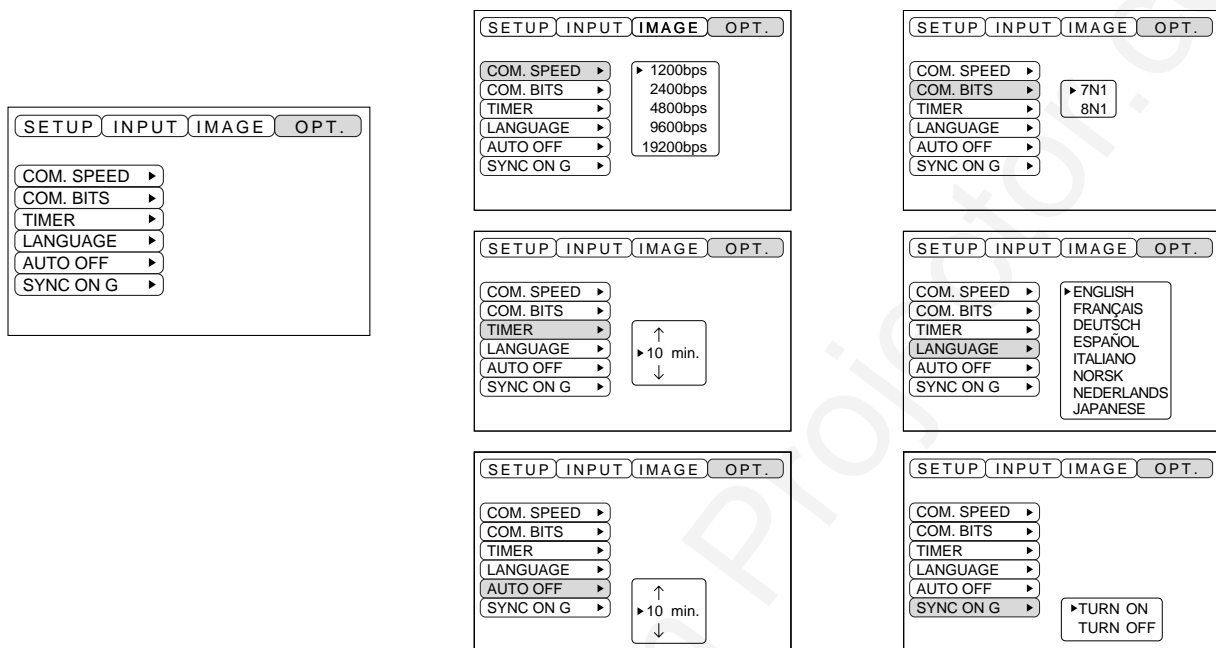 SETUP INPUT IMAGE OPT.
COM. SPEED
COM. BITS
TIMER
LANGUAGE
AUTO OFF
SYNC ON G
SETUP INPUT IMAGE OPT.
COM. SPEED 1200bps
COM. BITS 2400bps
TIMER 4800bps
LANGUAGE 9600bps
AUTO OFF 19200bps
SYNC ON G
SETUP INPUT IMAGE OPT.
COM. SPEED
COM. BITS 7N1
TIMER 8N1
LANGUAGE
AUTO OFF
SYNC ON G
SETUP INPUT IMAGE OPT.
COM. SPEED
COM. BITS
TIMER ↑
LANGUAGE 10 min.
AUTO OFF ↓
SYNC ON G
SETUP INPUT IMAGE OPT.
COM. SPEED
COM. BITS
TIMER
LANGUAGE
AUTO OFF
SYNC ON G
ENGLISH
FRANÇAIS
DEUTSCH
ESPAÑOL
ITALIANO
NORSK
NEDERLANDS
JAPANESE
SETUP INPUT IMAGE OPT.
COM. SPEED
COM. BITS
TIMER
LANGUAGE
AUTO OFF ↑
SYNC ON G 10 min.
↓
SETUP INPUT IMAGE OPT.
COM. SPEED
COM. BITS
TIMER
LANGUAGE
AUTO OFF
SYNC ON G TURN ON
TURN OFF